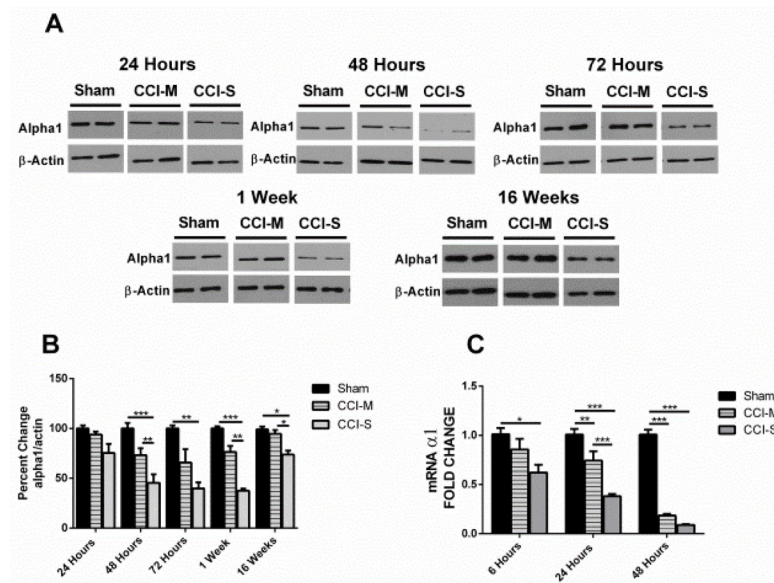 A
24 Hours
Sham CCI-M CCI-S
Alpha1
β-Actin
48 Hours
Sham CCI-M CCI-S
Alpha1
β-Actin
72 Hours
Sham CCI-M CCI-S
Alpha1
β-Actin
1 Week
Sham CCI-M CCI-S
Alpha1
β-Actin
16 Weeks
Sham CCI-M CCI-S
Alpha1
β-Actin
B
Percent Change
alpha1/actin
150
100
50
0
Sham
CCI-M
CCI-S
***
**
**
***
**
*
*
24 Hours
48 Hours
72 Hours
1 Week
16 Weeks
C
mRNA α1
FOLD CHANGE
1.5
1.0
0.5
0.0
Sham
CCI-M
CCI-S
*
***
**
***
***
***
6 Hours
24 Hours
48 Hours